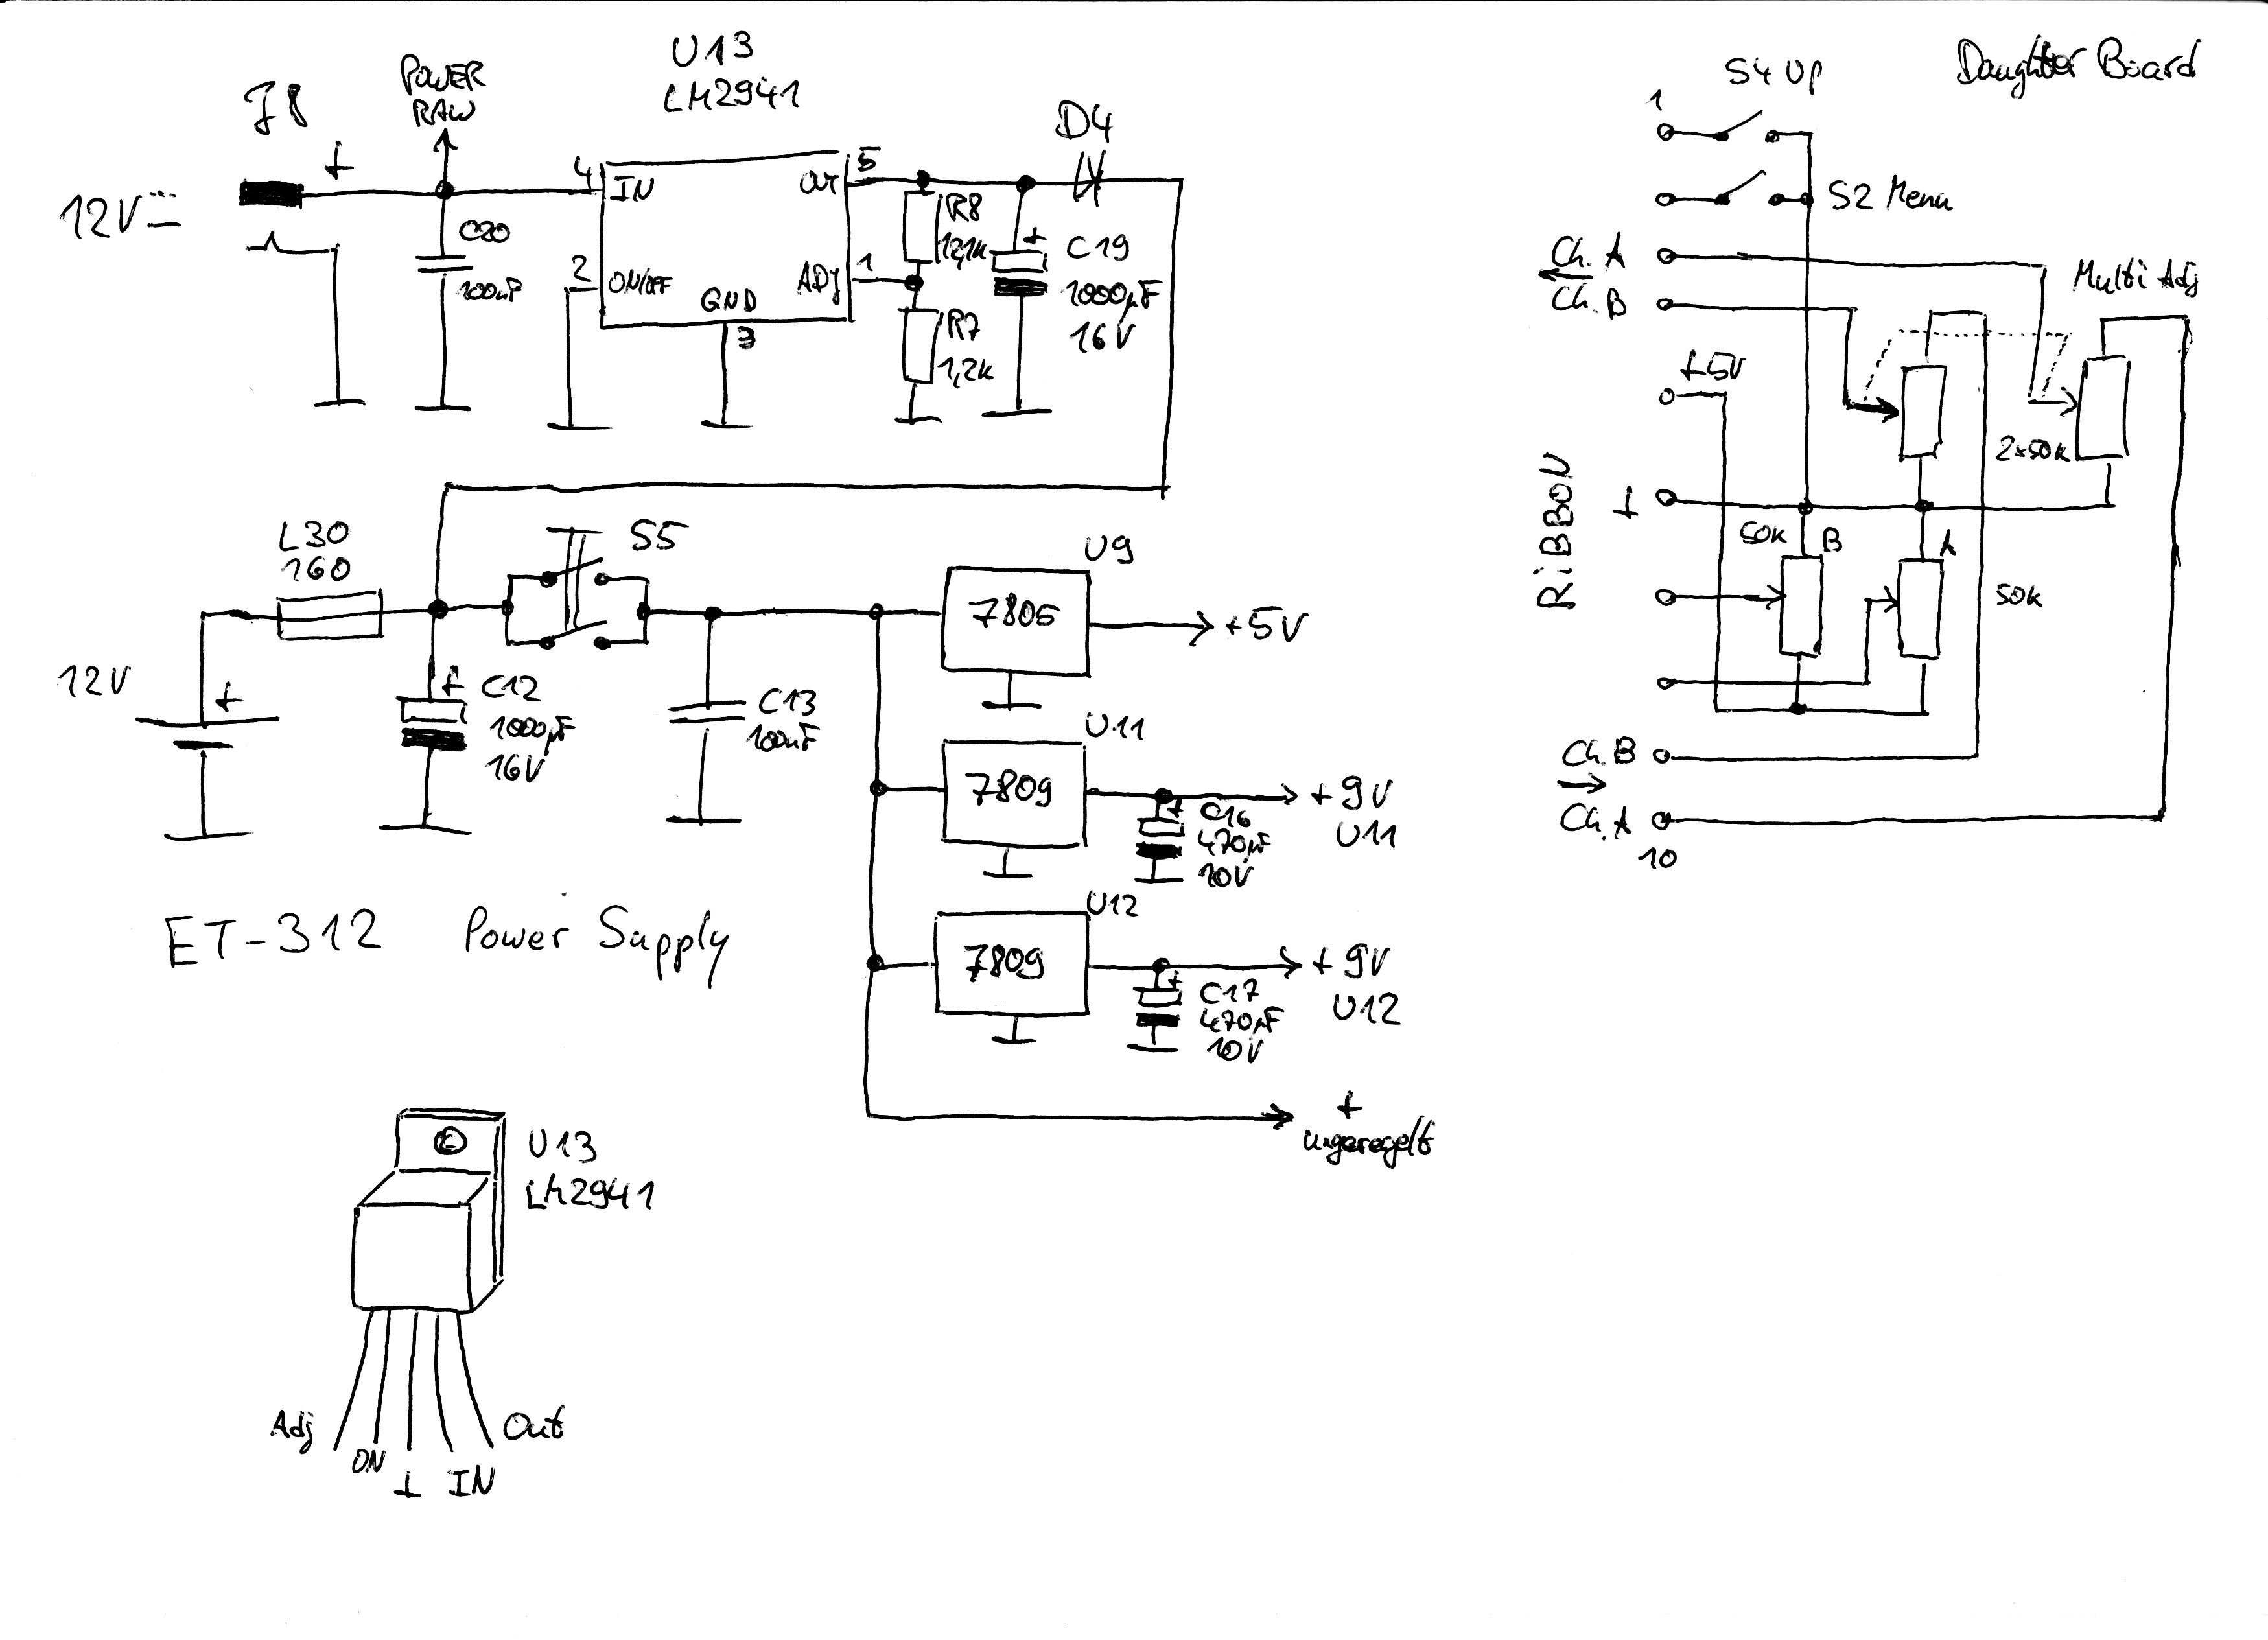 J8
POWER
RAW
12V
+
C20
100nF
U13
LM2941
4
IN
2
ON/OFF
GND
3
OUT
5
ADJ
1
R8
12,1K
R7
1,2K
+
C19
1000µF
16V
D4
L30
160
12V
+
+
C12
1000µF
16V
S5
C13
100nF
U9
7805
+5V
U11
7809
+9V
U11
+
C16
470µF
10V
U12
7809
+9V
U12
+
C17
470µF
10V
+
ungeregelt
ET-312 Power Supply
U13
LM2941
Adj
ON
IN
Out
Daughter Board
S4 Up
1
S2 Menu
Ch. A
Ch. B
Multi Adj
+5V
2x50K
RiBBON
50K
B
A
50K
Ch. B
Ch. A
10